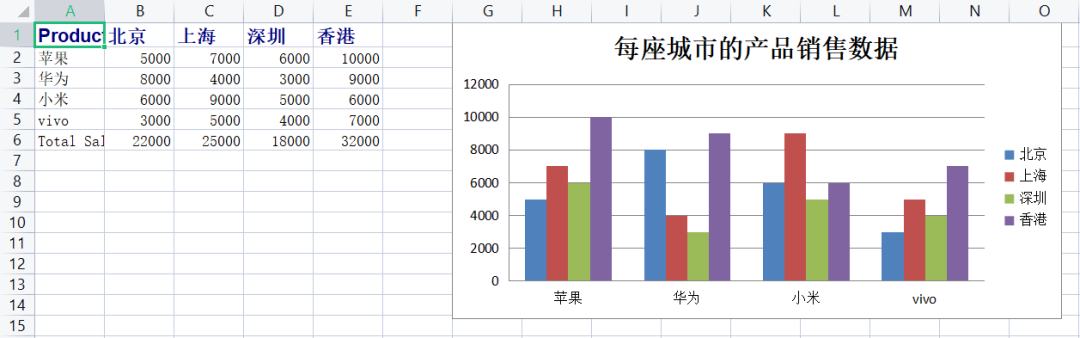 A B C D E F G H I J K L M N O
1 Produc 北京 上海 深圳 香港
2 苹果 5000 7000 6000 10000
3 华为 8000 4000 3000 9000
4 小米 6000 9000 5000 6000
5 vivo 3000 5000 4000 7000
6 Total Sal 22000 25000 18000 32000
7
8
9
10
11
12
13
14
15
每座城市的产品销售数据
12000
10000
8000
6000
4000
2000
0
苹果 华为 小米 vivo
北京
上海
深圳
香港